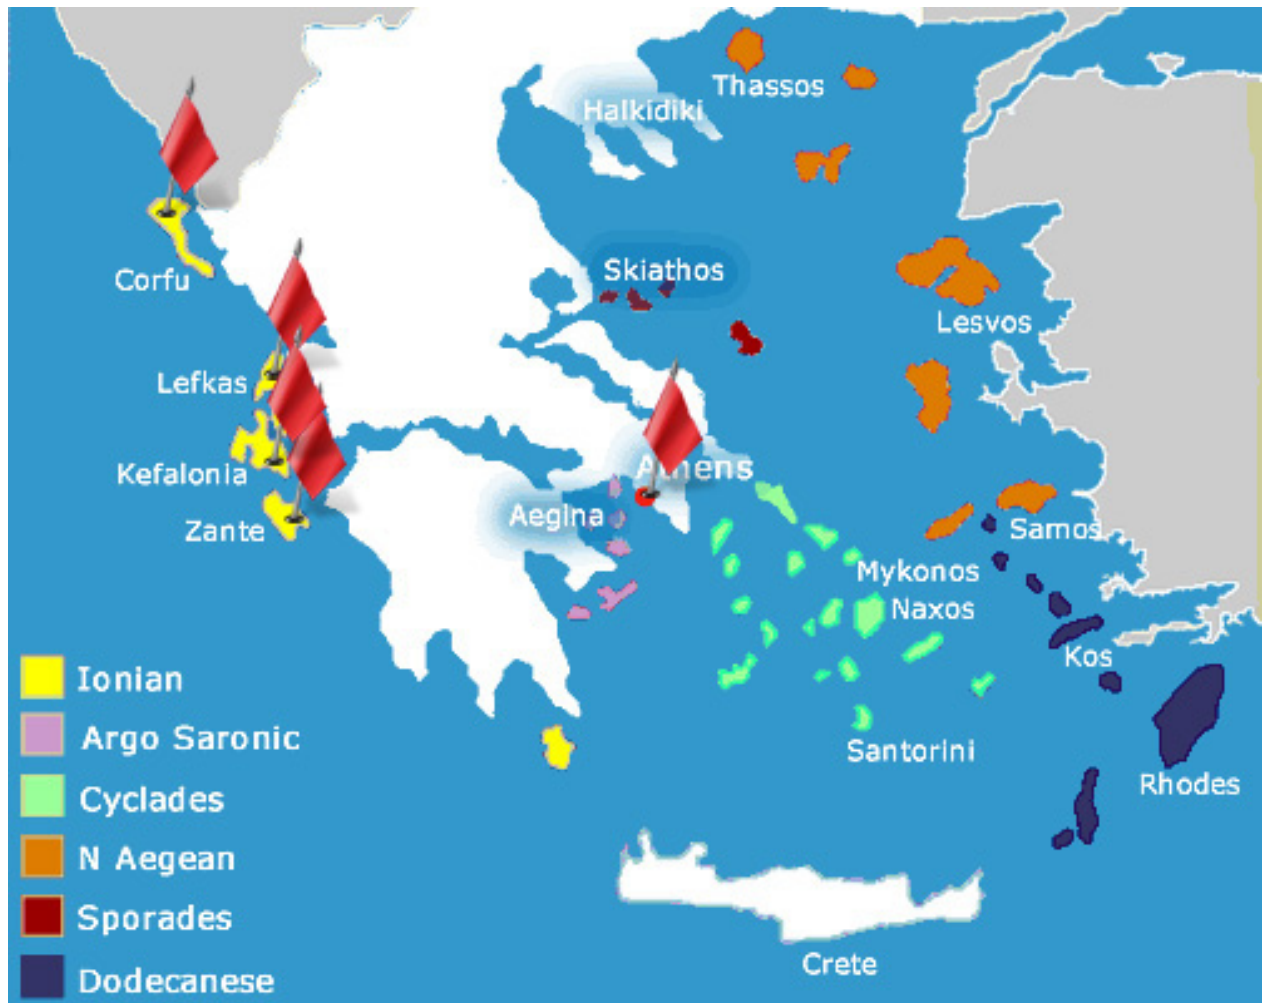 Thassos
Halkidiki
Skiathos
Corfu
Lesvos
Lefkas
Athens
Kefalonia
Aegina
Zante
Samos
Mykonos
Naxos
Kos
Ionian
Argo Saronic
Santorini
Rhodes
Cyclades
N Aegean
Sporades
Crete
Dodecanese